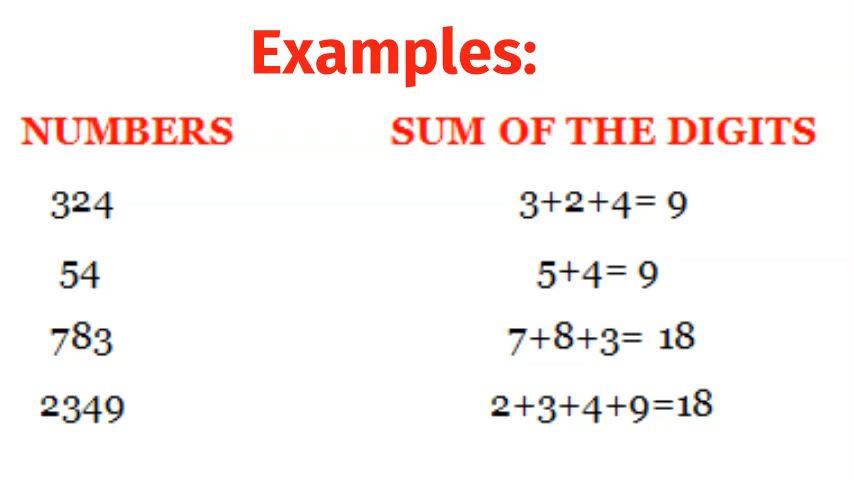 Examples:
NUMBERS SUM OF THE DIGITS
324 3+2+4= 9
54 5+4= 9
783 7+8+3= 18
2349 2+3+4+9=18